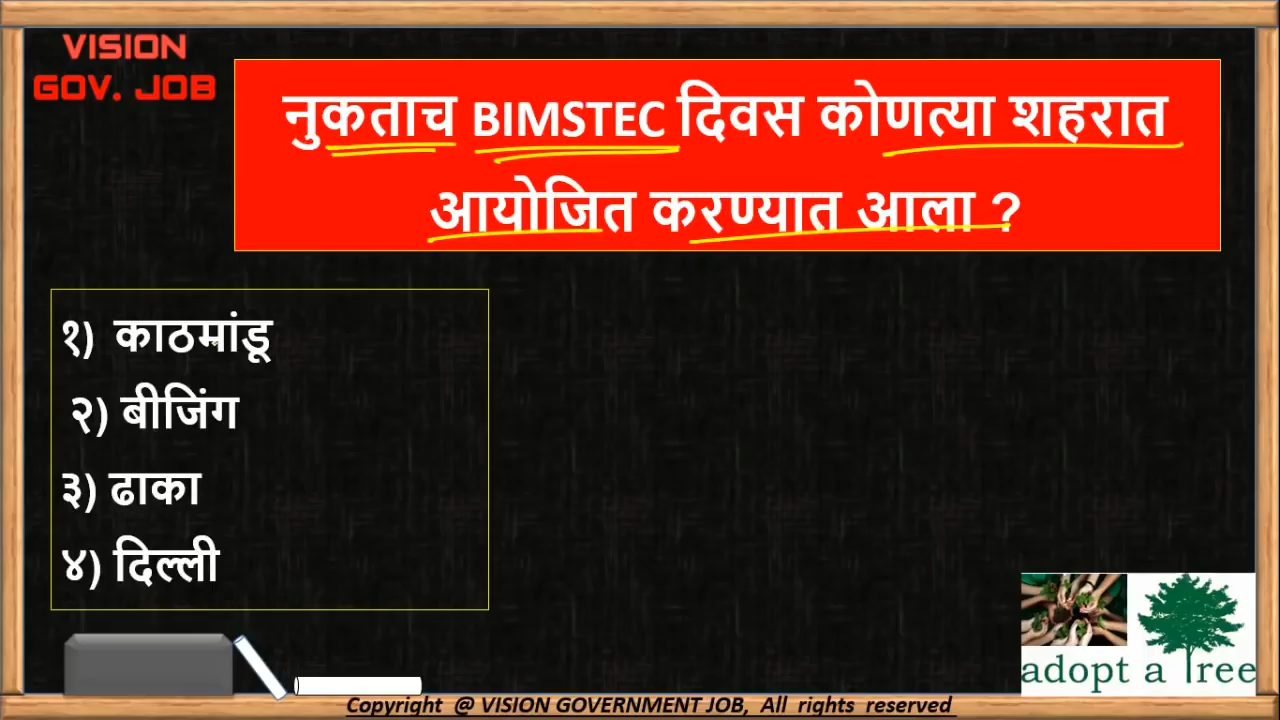 VISION
GOV. JOB
नुकताच BIMSTEC दिवस कोणत्या शहरात
आयोजित करण्यात आला ?
१) काठमांडू
२) बीजिंग
३) ढाका
४) दिल्ली
adopt a Tree
Copyright @ VISION GOVERNMENT JOB, All rights reserved